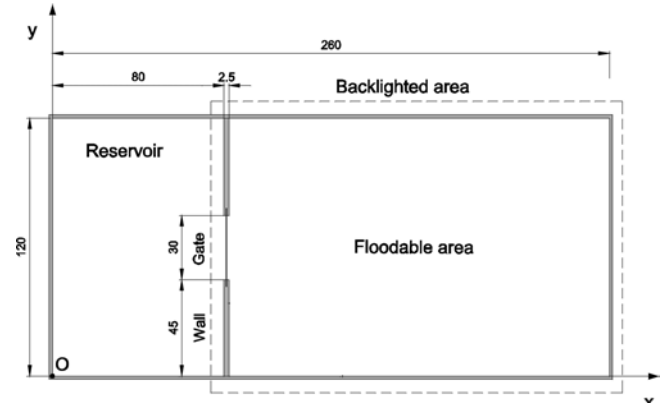 y
260
80
2.5
Backlighted area
Reservoir
120
30
Gate
Floodable area
45
Wall
O
x